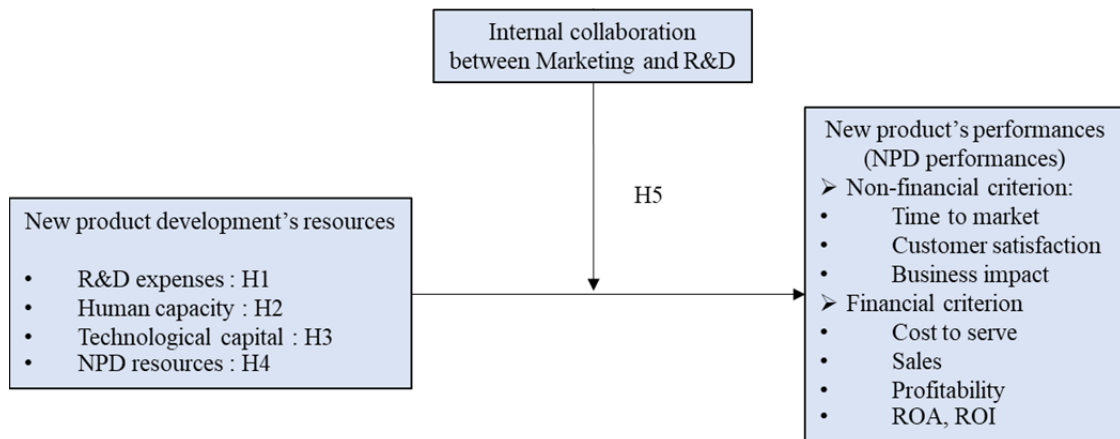 Internal collaboration
between Marketing and R&D
H5
New product development's resources
• R&D expenses : H1
• Human capacity : H2
• Technological capital : H3
• NPD resources : H4
New product's performances
(NPD performances)
➢ Non-financial criterion:
• Time to market
• Customer satisfaction
• Business impact
➢ Financial criterion
• Cost to serve
• Sales
• Profitability
• ROA, ROI